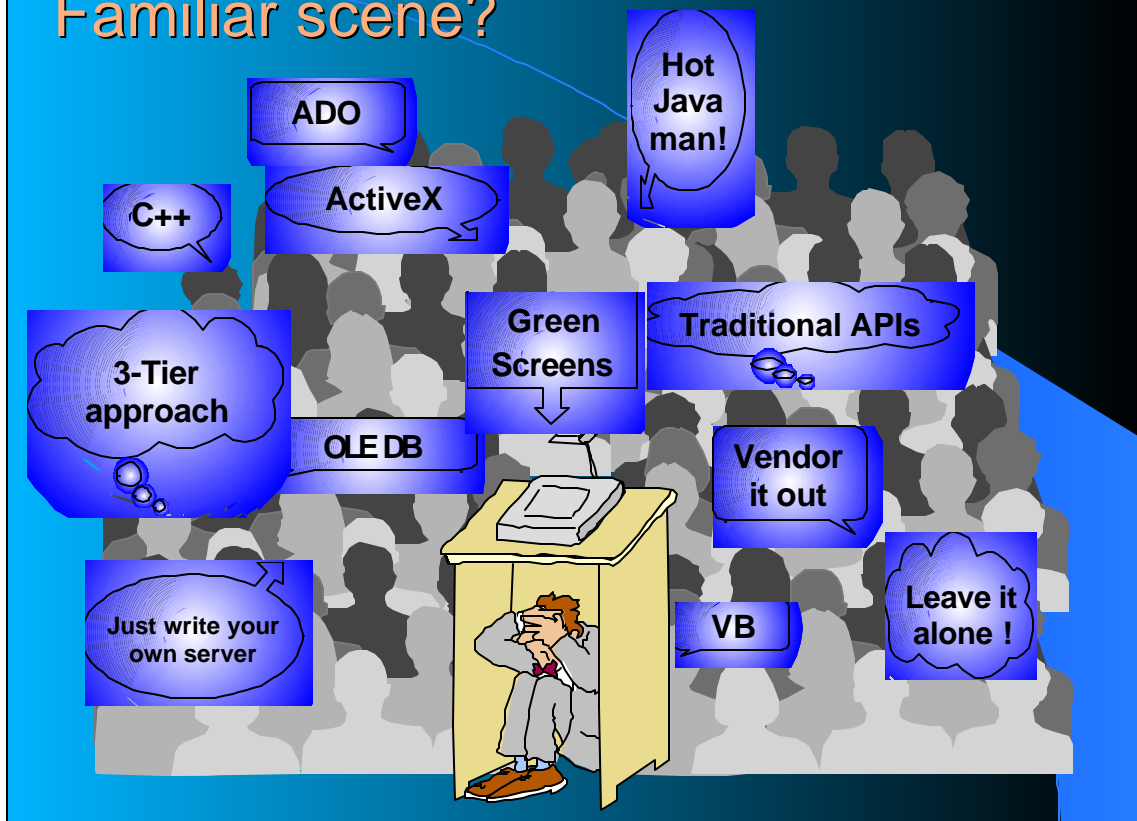 Familiar scene?
Hot
Java
man!
ADO
ActiveX
C++
Green
Screens
Traditional APIs
3-Tier
approach
OLE DB
Vendor
it out
Just write your
own server
VB
Leave it
alone !